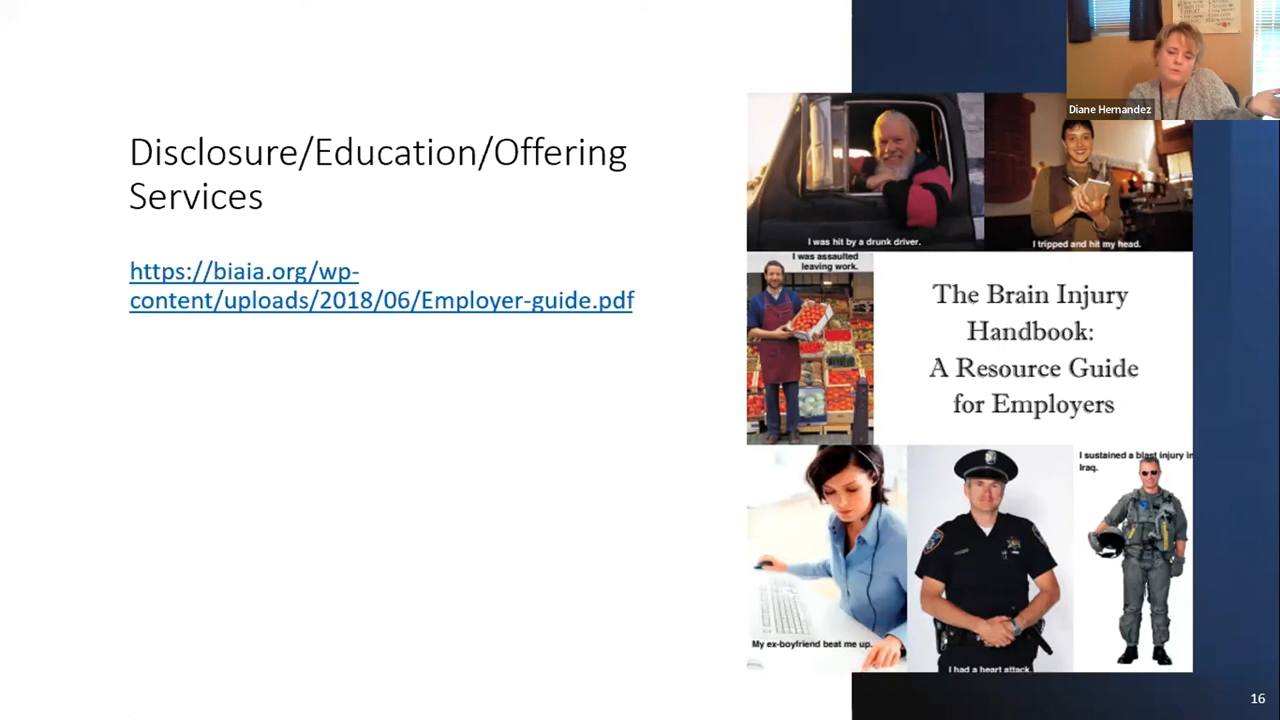 Diane Hernandez
Disclosure/Education/Offering
Services
https://biaia.org/wp-
content/uploads/2018/06/Employer-guide.pdf
I was hit by a drunk driver.
I tripped and hit my head.
I was assaulted
leaving work.
The Brain Injury
Handbook:
A Resource Guide
for Employers
I sustained a blast injury in
Iraq.
My ex-boyfriend beat me up.
I had a heart attack.
16